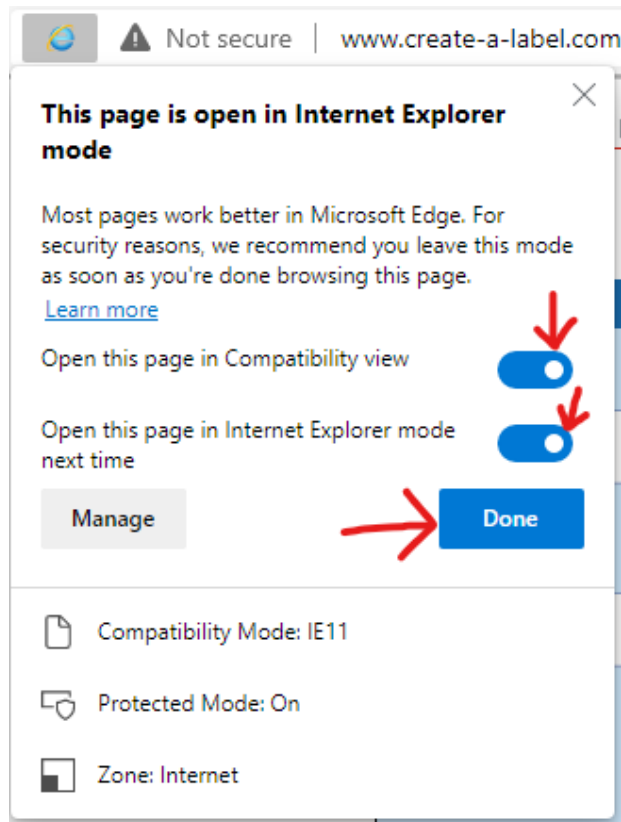 Not secure | www.create-a-label.com
This page is open in Internet Explorer
mode
Most pages work better in Microsoft Edge. For
security reasons, we recommend you leave this mode
as soon as you're done browsing this page.
Learn more
Open this page in Compatibility view
Open this page in Internet Explorer mode
next time
Manage
Done
Compatibility Mode: IE11
Protected Mode: On
Zone: Internet